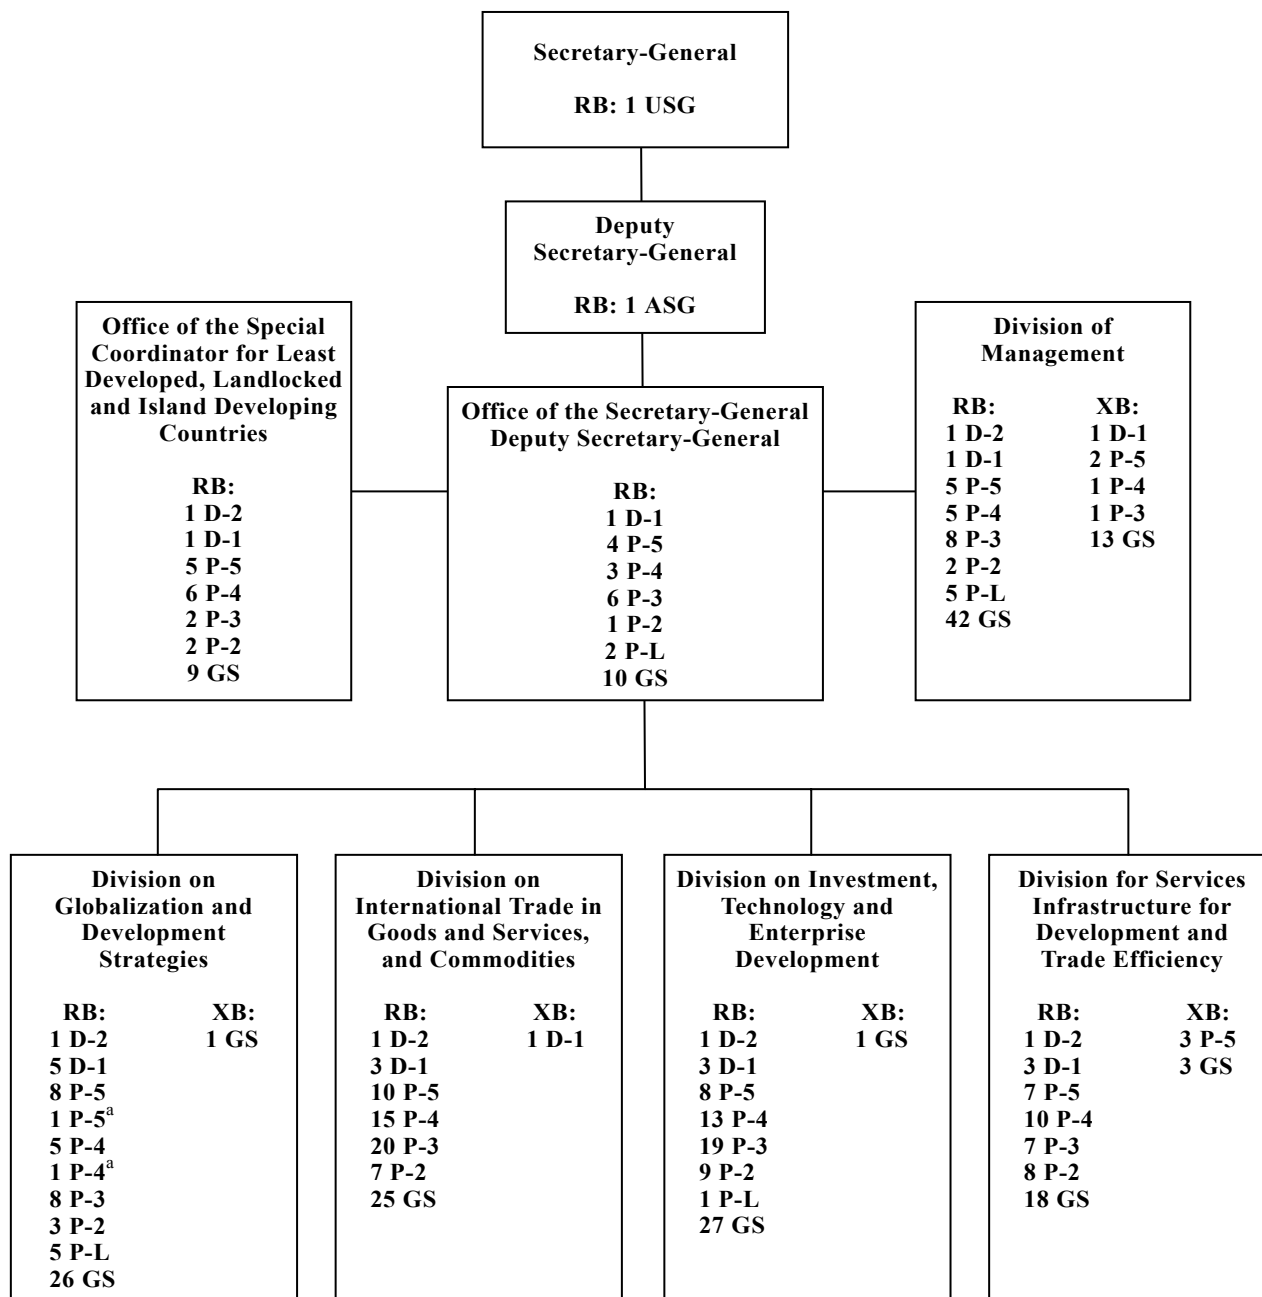 Secretary-General
RB: 1 USG
Deputy
Secretary-General
RB: 1 ASG
Office of the Special
Coordinator for Least
Developed, Landlocked
and Island Developing
Countries
RB:
1 D-2
1 D-1
5 P-5
6 P-4
2 P-3
2 P-2
9 GS
Office of the Secretary-General
Deputy Secretary-General
RB:
1 D-1
4 P-5
3 P-4
6 P-3
1 P-2
2 P-L
10 GS
Division of
Management
RB:
1 D-2
1 D-1
5 P-5
5 P-4
8 P-3
2 P-2
5 P-L
42 GS
XB:
1 D-1
2 P-5
1 P-4
1 P-3
13 GS
Division on
Globalization and
Development
Strategies
RB:
1 D-2
5 D-1
8 P-5
1 P-5a
5 P-4
1 P-4a
8 P-3
3 P-2
5 P-L
26 GS
XB:
1 GS
Division on
International Trade in
Goods and Services,
and Commodities
RB:
1 D-2
3 D-1
10 P-5
15 P-4
20 P-3
7 P-2
25 GS
XB:
1 D-1
Division on Investment,
Technology and
Enterprise
Development
RB:
1 D-2
3 D-1
8 P-5
13 P-4
19 P-3
9 P-2
1 P-L
27 GS
XB:
1 GS
Division for Services
Infrastructure for
Development and
Trade Efficiency
RB:
1 D-2
3 D-1
7 P-5
10 P-4
7 P-3
8 P-2
18 GS
XB:
3 P-5
3 GS